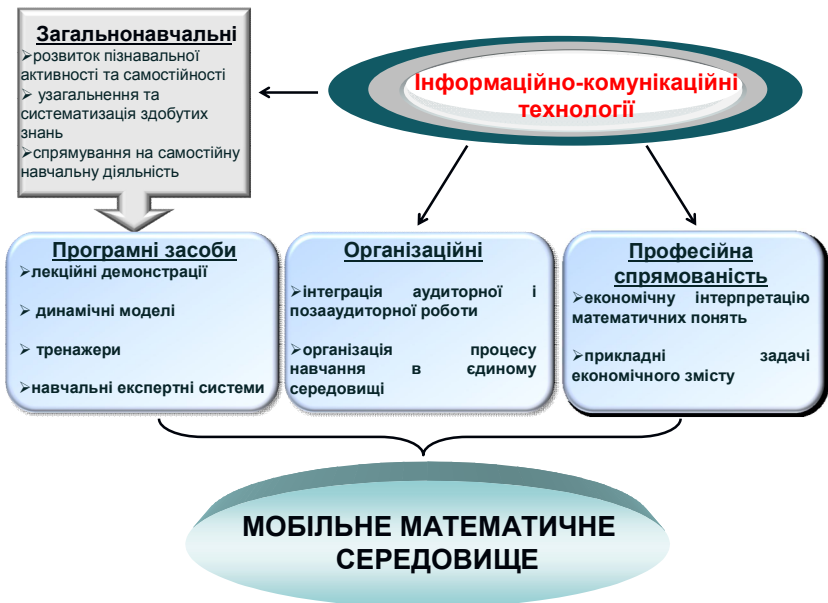 Загальнонавчальні
➢розвиток пізнавальної
активності та самостійності
➢ узагальнення та
систематизація здобутих
знань
➢спрямування на самостійну
навчальну діяльність
Інформаційно-комунікаційні
технології
Програмні засоби
➢лекційні демонстрації
➢ динамічні моделі
➢ тренажери
➢навчальні експертні системи
Організаційні
➢інтеграція аудиторної і
позааудиторної роботи
➢організація процесу
навчання в єдиному
середовищі
Професійна
спрямованість
➢економічну інтерпретацію
математичних понять
➢прикладні задачі
економічного змісту
МОБІЛЬНЕ МАТЕМАТИЧНЕ
СЕРЕДОВИЩЕ